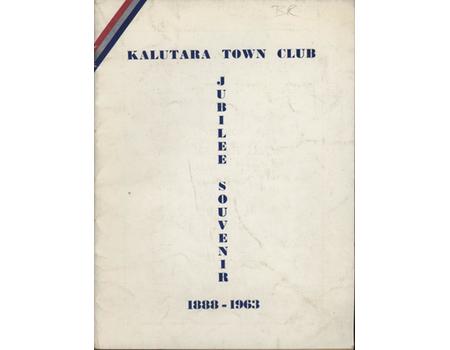 KALUTARA TOWN CLUB
JUBILEE SOUVENIR
1888-1963